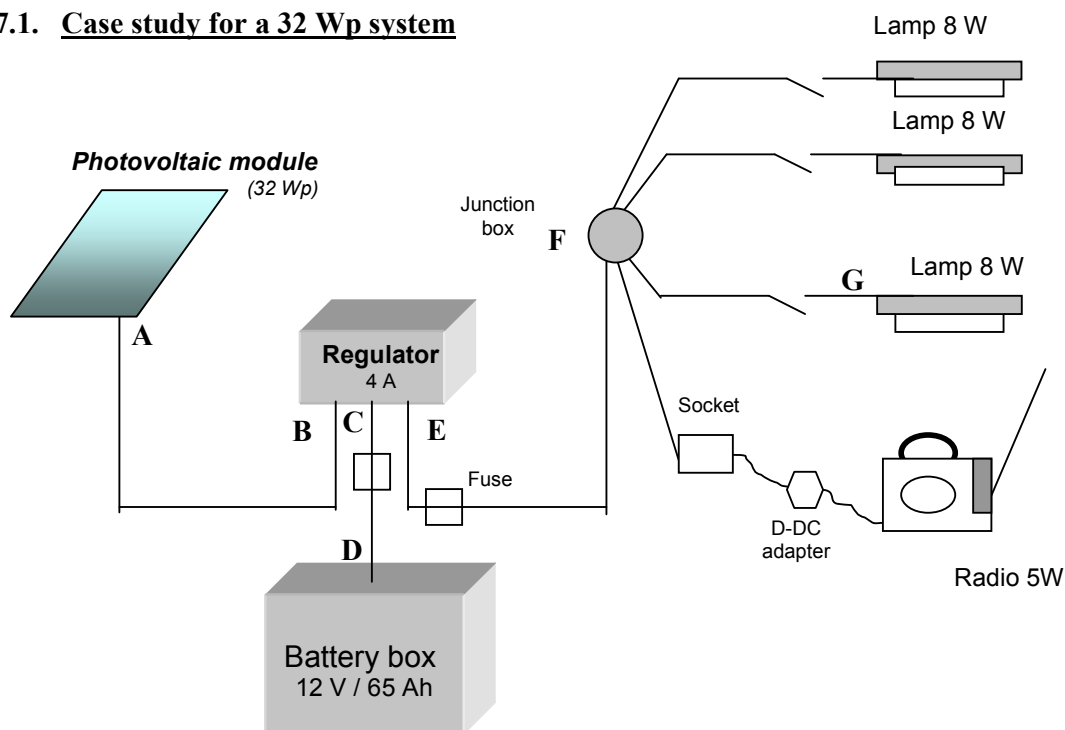 7.1. Case study for a 32 Wp system
Lamp 8 W
Lamp 8 W
Photovoltaic module
(32 Wp)
Junction
box
F
Lamp 8 W
G
A
Regulator
4 A
B
C
E
Socket
Fuse
D-DC
adapter
D
Radio 5W
Battery box
12 V / 65 Ah